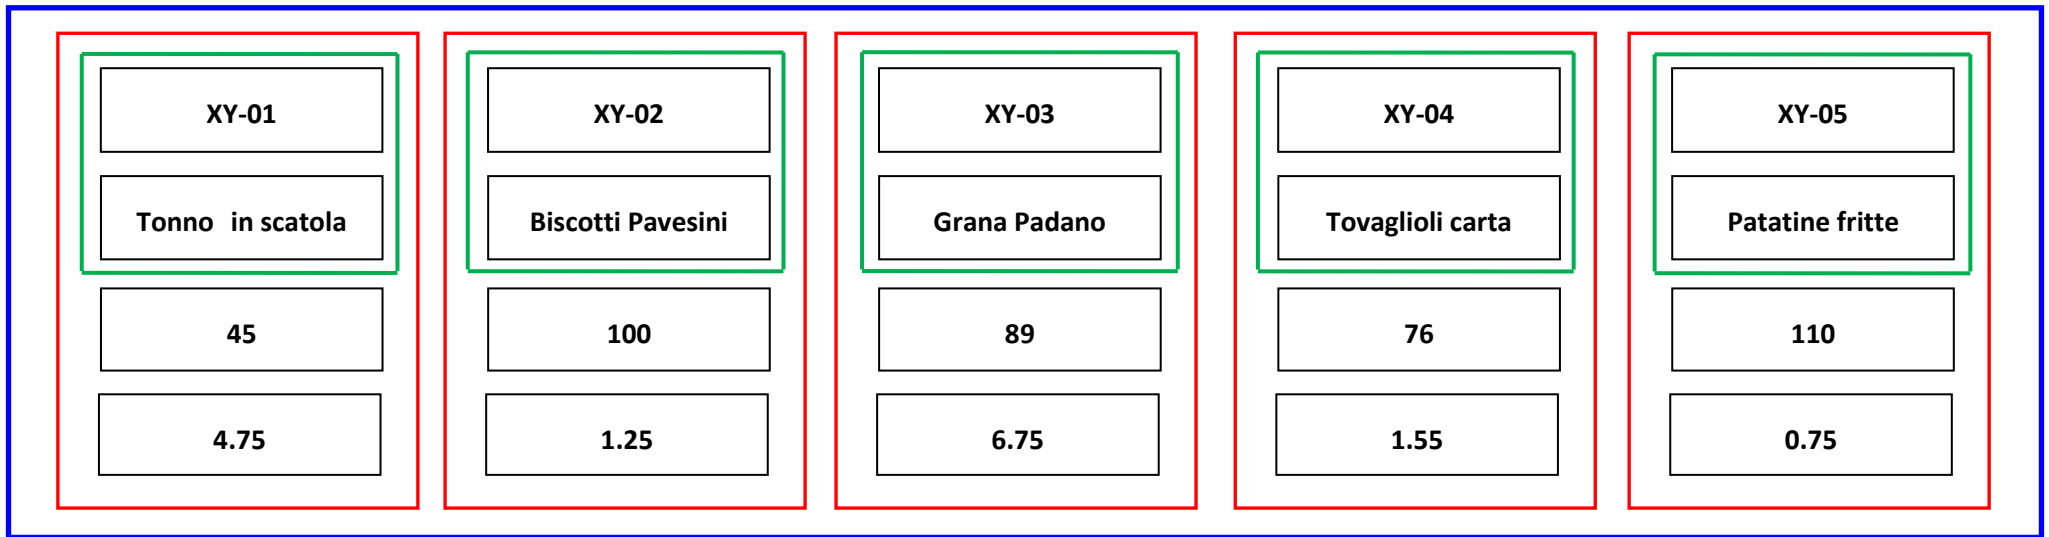 XY-01
Tonno in scatola
45
4.75
XY-02
Biscotti Pavesini
100
1.25
XY-03
Grana Padano
89
6.75
XY-04
Tovaglioli carta
76
1.55
XY-05
Patatine fritte
110
0.75